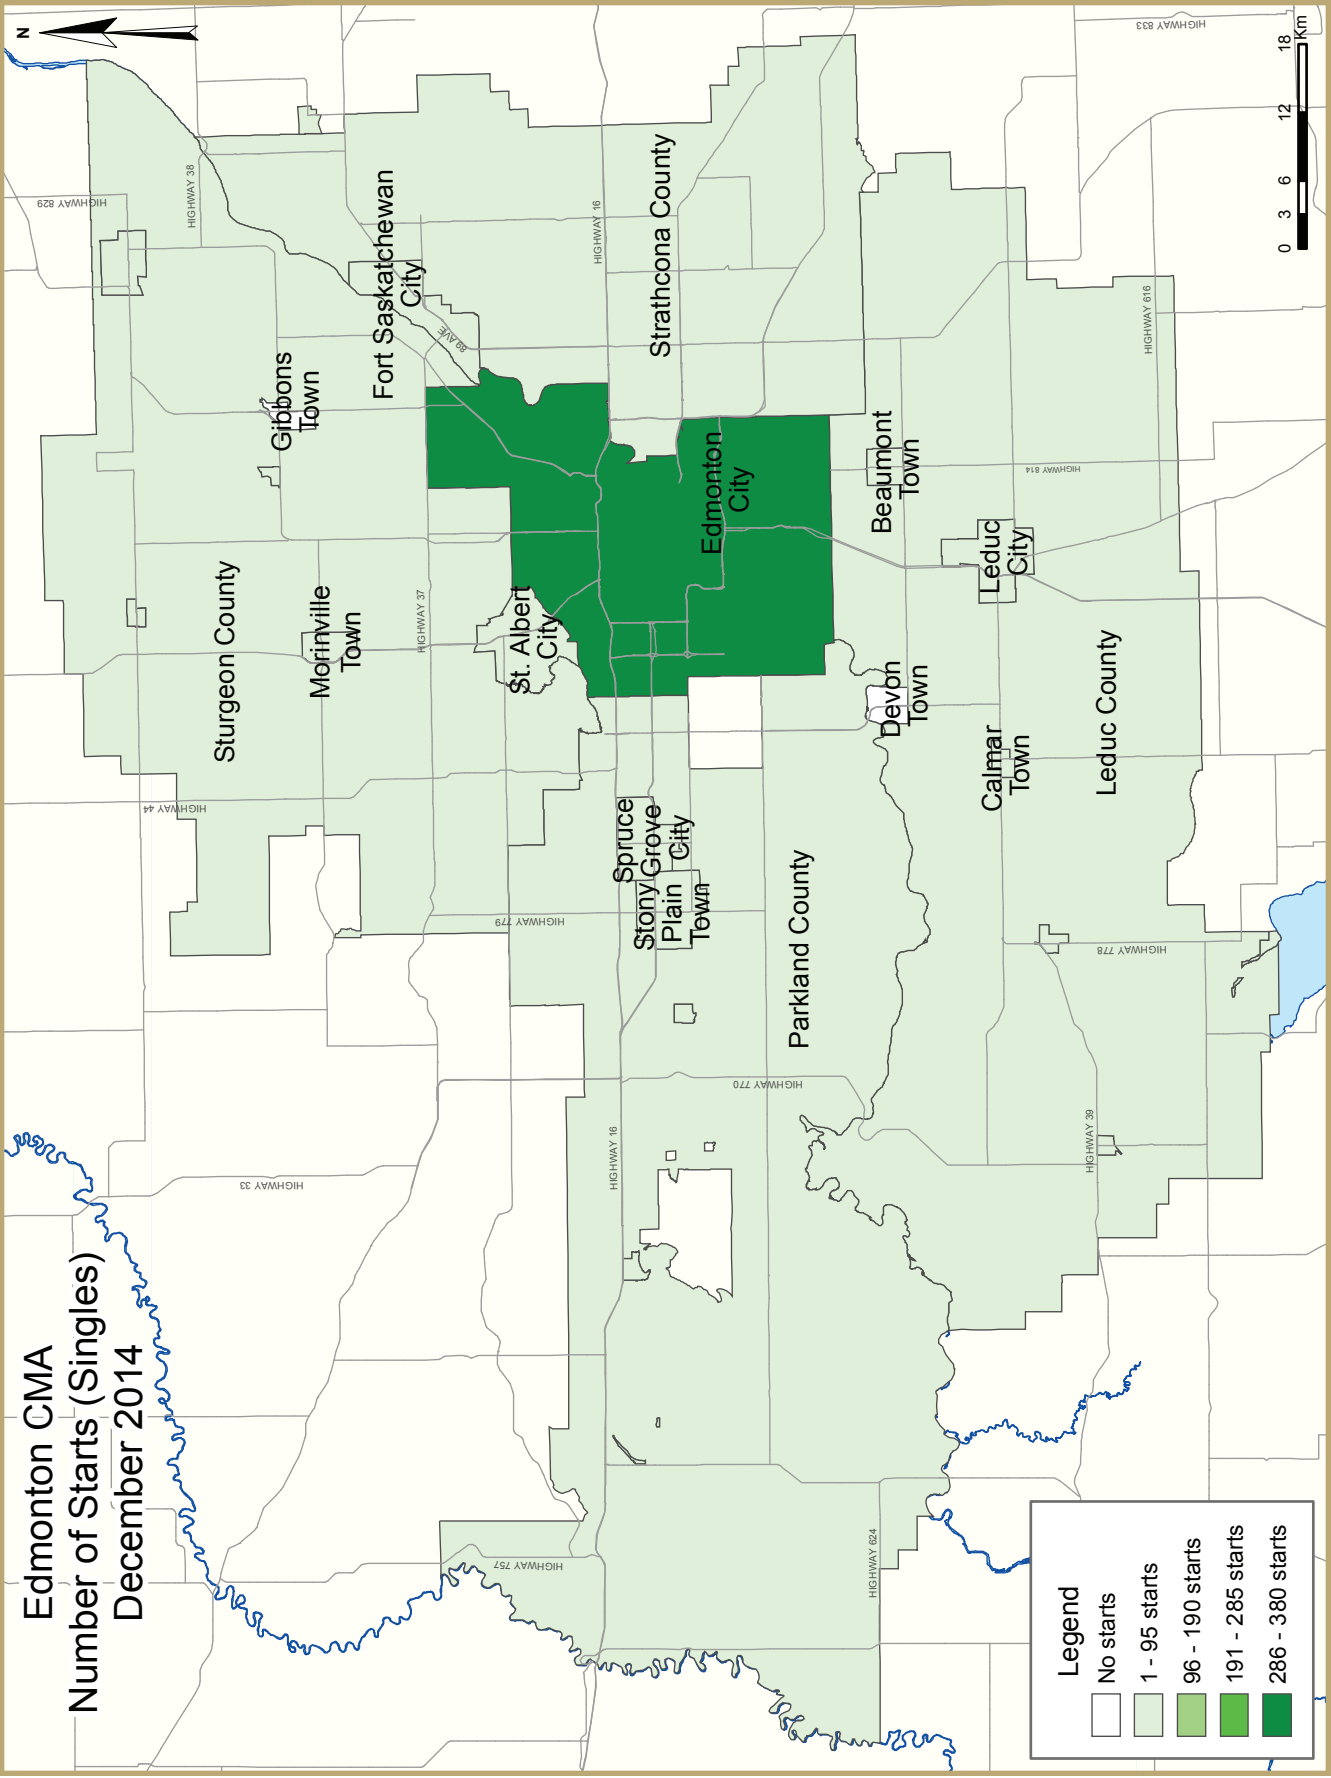 Edmonton CMA
Number of Starts (Singles)
December 2014
N
HIGHWAY 829
HIGHWAY 38
HIGHWAY 44
Sturgeon County
Gibbons
Town
Morinville
Town
Fort Saskatchewan
City
89 AVE
HIGHWAY 37
HIGHWAY 33
HIGHWAY 779
St. Albert
City
HIGHWAY 757
HIGHWAY 16
HIGHWAY 16
Spruce
Grove
City
Stony
Plain
Town
Strathcona County
Edmonton
City
HIGHWAY 770
Parkland County
HIGHWAY 624
Beaumont
Town
Devon
Town
Leduc
City
Calmar
Town
HIGHWAY 814
HIGHWAY 39
Leduc County
HIGHWAY 778
HIGHWAY 616
HIGHWAY 833
Legend
No starts
1 - 95 starts
96 - 190 starts
191 - 285 starts
286 - 380 starts
0 3 6 12 18
Km